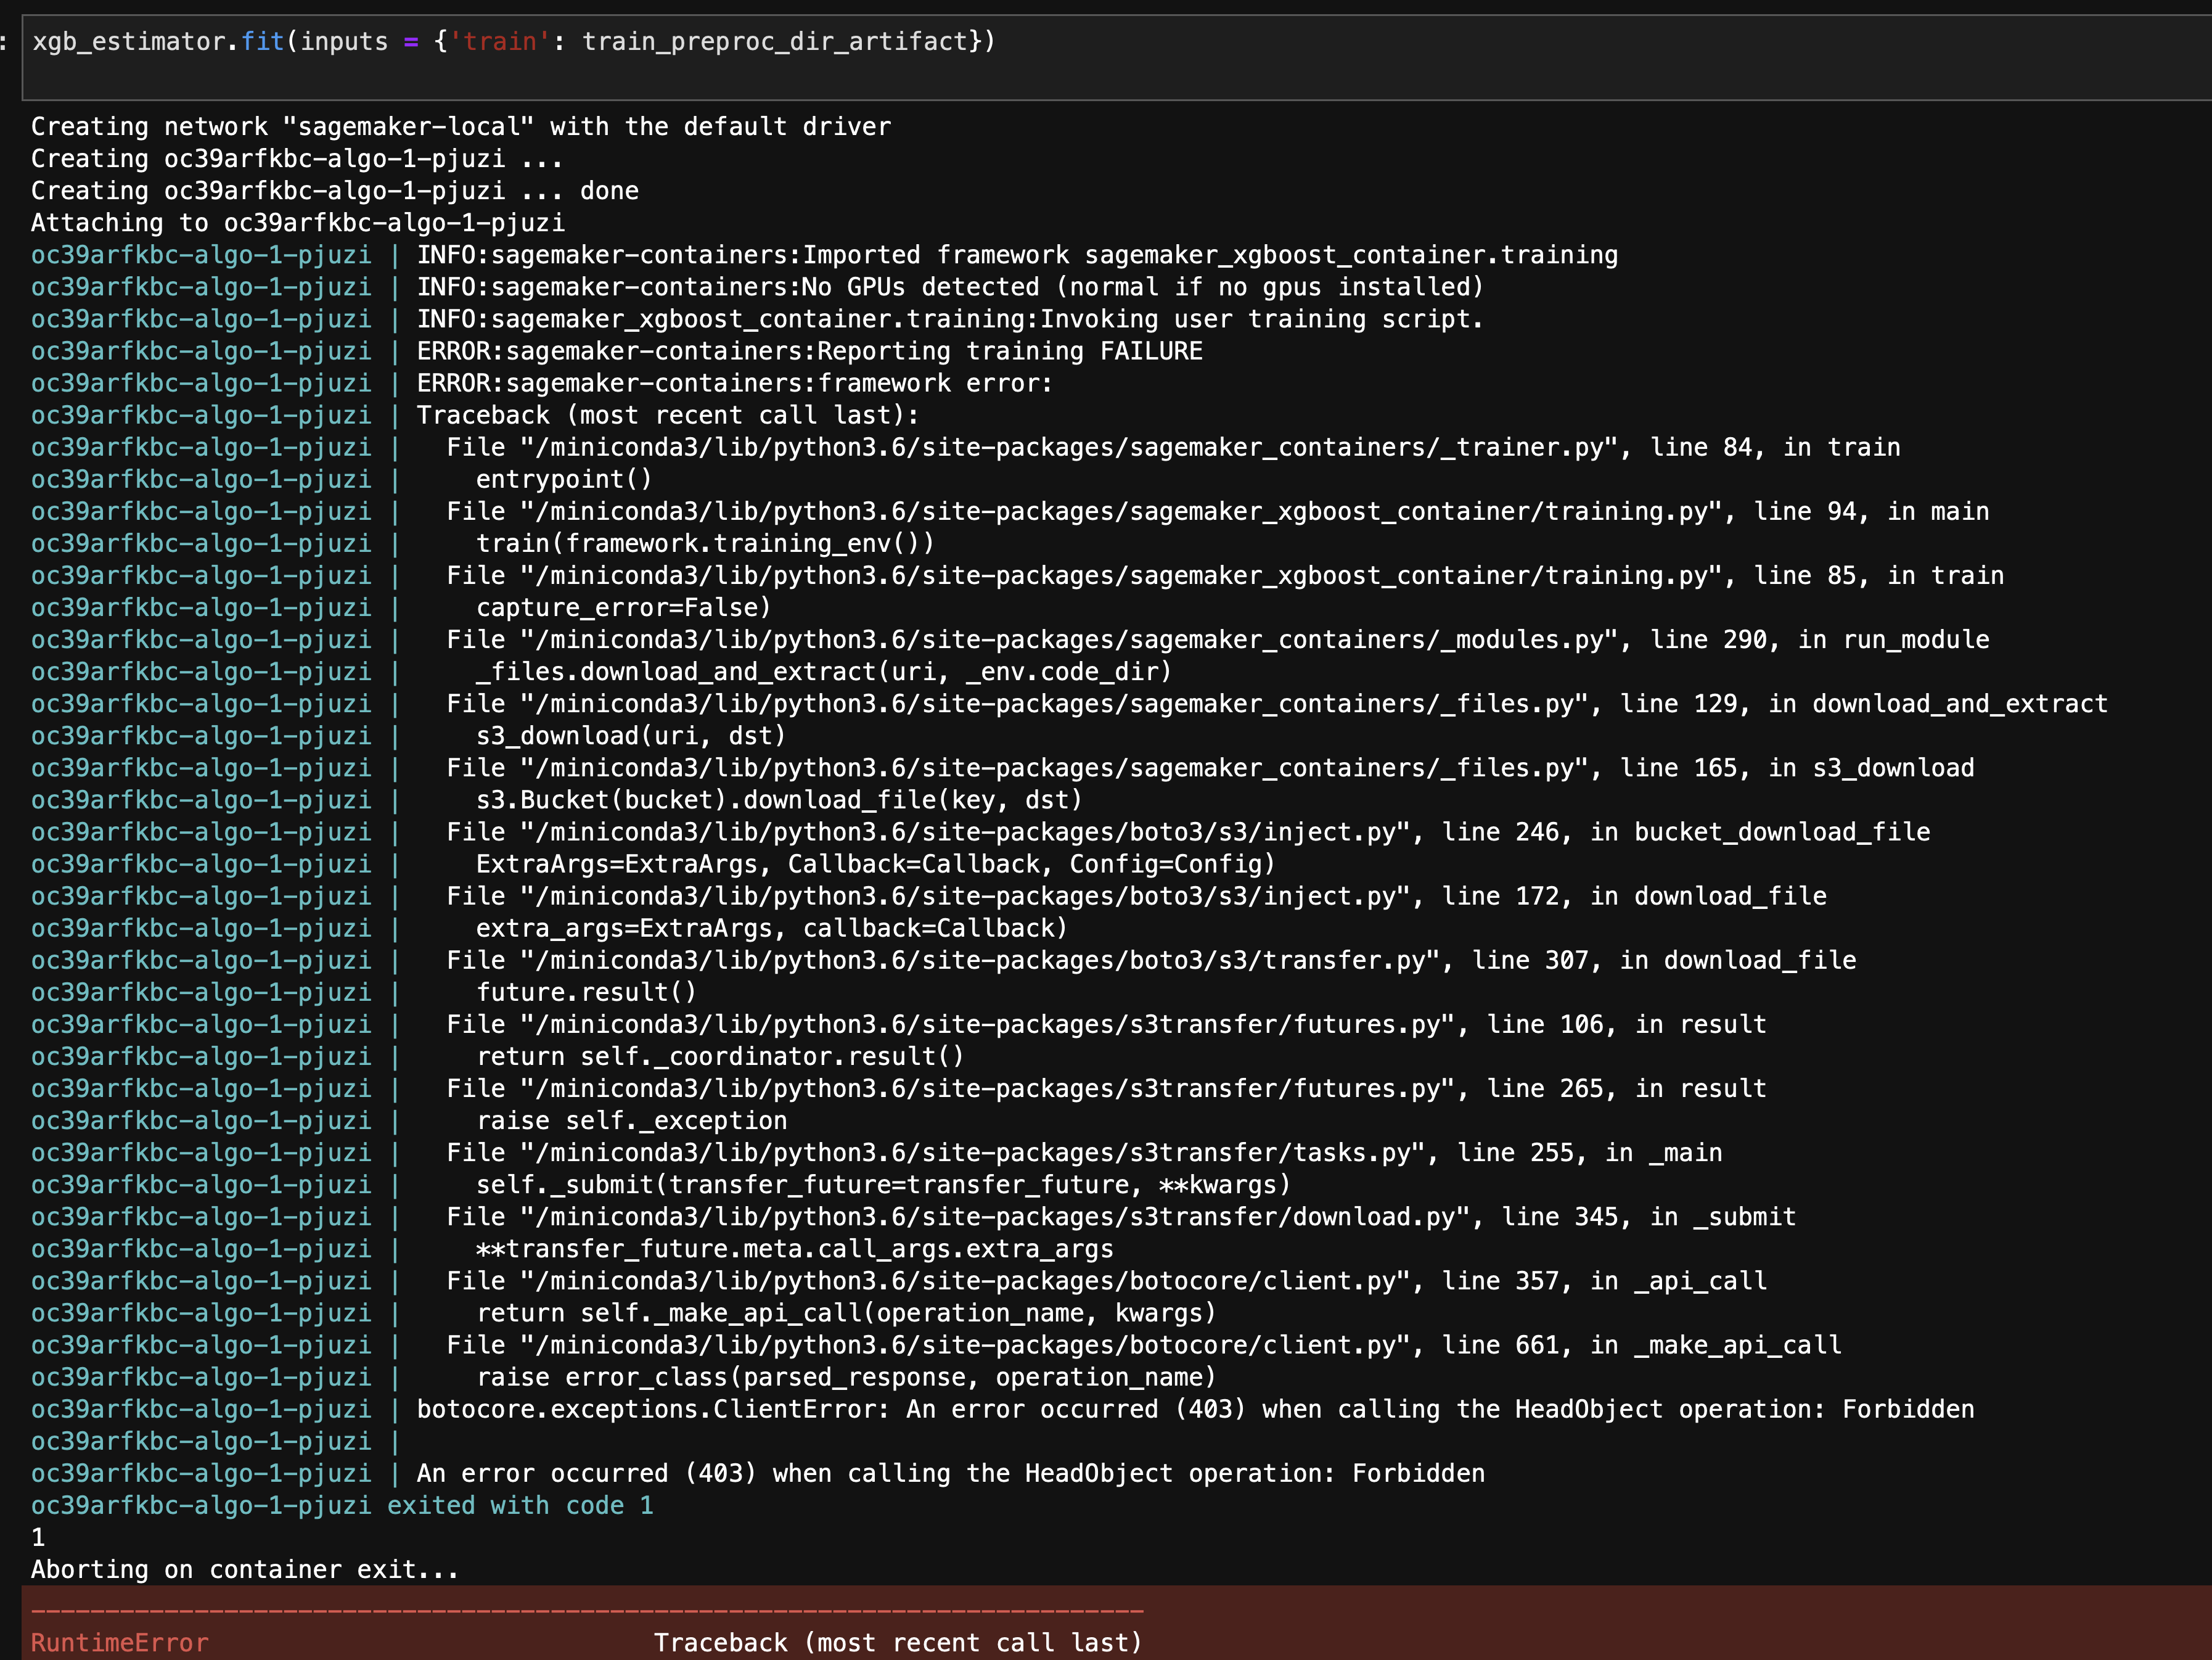 : xgb_estimator.fit(inputs = {'train': train_preproc_dir_artifact})
Creating network "sagemaker-local" with the default driver
Creating oc39arfkbc-algo-1-pjuzi ...
Creating oc39arfkbc-algo-1-pjuzi ... done
Attaching to oc39arfkbc-algo-1-pjuzi
oc39arfkbc-algo-1-pjuzi | INFO:sagemaker-containers:Imported framework sagemaker_xgboost_container.training
oc39arfkbc-algo-1-pjuzi | INFO:sagemaker-containers:No GPUs detected (normal if no gpus installed)
oc39arfkbc-algo-1-pjuzi | INFO:sagemaker_xgboost_container.training:Invoking user training script.
oc39arfkbc-algo-1-pjuzi | ERROR:sagemaker-containers:Reporting training FAILURE
oc39arfkbc-algo-1-pjuzi | ERROR:sagemaker-containers:framework error:
oc39arfkbc-algo-1-pjuzi | Traceback (most recent call last):
oc39arfkbc-algo-1-pjuzi |   File "/miniconda3/lib/python3.6/site-packages/sagemaker_containers/_trainer.py", line 84, in train
oc39arfkbc-algo-1-pjuzi |     entrypoint()
oc39arfkbc-algo-1-pjuzi |   File "/miniconda3/lib/python3.6/site-packages/sagemaker_xgboost_container/training.py", line 94, in main
oc39arfkbc-algo-1-pjuzi |     train(framework.training_env())
oc39arfkbc-algo-1-pjuzi |   File "/miniconda3/lib/python3.6/site-packages/sagemaker_xgboost_container/training.py", line 85, in train
oc39arfkbc-algo-1-pjuzi |     capture_error=False)
oc39arfkbc-algo-1-pjuzi |   File "/miniconda3/lib/python3.6/site-packages/sagemaker_containers/_modules.py", line 290, in run_module
oc39arfkbc-algo-1-pjuzi |     _files.download_and_extract(uri, _env.code_dir)
oc39arfkbc-algo-1-pjuzi |   File "/miniconda3/lib/python3.6/site-packages/sagemaker_containers/_files.py", line 129, in download_and_extract
oc39arfkbc-algo-1-pjuzi |     s3_download(uri, dst)
oc39arfkbc-algo-1-pjuzi |   File "/miniconda3/lib/python3.6/site-packages/sagemaker_containers/_files.py", line 165, in s3_download
oc39arfkbc-algo-1-pjuzi |     s3.Bucket(bucket).download_file(key, dst)
oc39arfkbc-algo-1-pjuzi |   File "/miniconda3/lib/python3.6/site-packages/boto3/s3/inject.py", line 246, in bucket_download_file
oc39arfkbc-algo-1-pjuzi |     ExtraArgs=ExtraArgs, Callback=Callback, Config=Config)
oc39arfkbc-algo-1-pjuzi |   File "/miniconda3/lib/python3.6/site-packages/boto3/s3/inject.py", line 172, in download_file
oc39arfkbc-algo-1-pjuzi |     extra_args=ExtraArgs, callback=Callback)
oc39arfkbc-algo-1-pjuzi |   File "/miniconda3/lib/python3.6/site-packages/boto3/s3/transfer.py", line 307, in download_file
oc39arfkbc-algo-1-pjuzi |     future.result()
oc39arfkbc-algo-1-pjuzi |   File "/miniconda3/lib/python3.6/site-packages/s3transfer/futures.py", line 106, in result
oc39arfkbc-algo-1-pjuzi |     return self._coordinator.result()
oc39arfkbc-algo-1-pjuzi |   File "/miniconda3/lib/python3.6/site-packages/s3transfer/futures.py", line 265, in result
oc39arfkbc-algo-1-pjuzi |     raise self._exception
oc39arfkbc-algo-1-pjuzi |   File "/miniconda3/lib/python3.6/site-packages/s3transfer/tasks.py", line 255, in _main
oc39arfkbc-algo-1-pjuzi |     self._submit(transfer_future=transfer_future, **kwargs)
oc39arfkbc-algo-1-pjuzi |   File "/miniconda3/lib/python3.6/site-packages/s3transfer/download.py", line 345, in _submit
oc39arfkbc-algo-1-pjuzi |     **transfer_future.meta.call_args.extra_args
oc39arfkbc-algo-1-pjuzi |   File "/miniconda3/lib/python3.6/site-packages/botocore/client.py", line 357, in _api_call
oc39arfkbc-algo-1-pjuzi |     return self._make_api_call(operation_name, kwargs)
oc39arfkbc-algo-1-pjuzi |   File "/miniconda3/lib/python3.6/site-packages/botocore/client.py", line 661, in _make_api_call
oc39arfkbc-algo-1-pjuzi |     raise error_class(parsed_response, operation_name)
oc39arfkbc-algo-1-pjuzi | botocore.exceptions.ClientError: An error occurred (403) when calling the HeadObject operation: Forbidden
oc39arfkbc-algo-1-pjuzi |
oc39arfkbc-algo-1-pjuzi | An error occurred (403) when calling the HeadObject operation: Forbidden
oc39arfkbc-algo-1-pjuzi exited with code 1
1
Aborting on container exit...
---------------------------------------------------------------------------
RuntimeError                              Traceback (most recent call last)